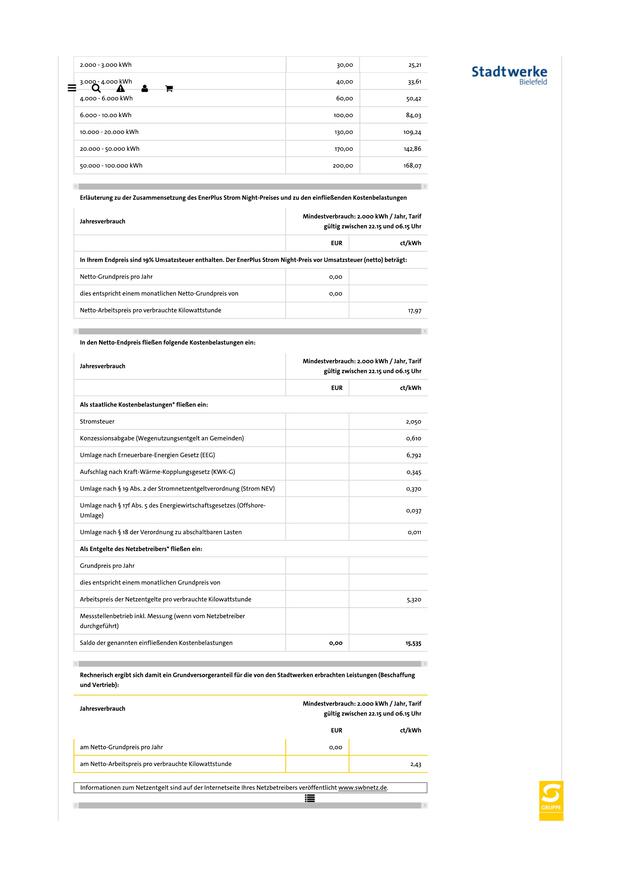 2.000 - 3.000 kWh 30,00 25,21
Stadtwerke
Bielefeld
3.000 - 4.000 kWh 40,00 33,61
4.000 - 6.000 kWh 60,00 50,42
6.000 - 10.00 kWh 100,00 84,03
10.000 - 20.000 kWh 130,00 109,24
20.000 - 50.000 kWh 170,00 142,86
50.000 - 100.000 kWh 200,00 168,07
Erläuterung zu der Zusammensetzung des EnerPlus Strom Night-Preises und zu den einfließenden Kostenbelastungen
Jahresverbrauch Mindestverbrauch: 2.000 kWh / Jahr, Tarif
gültig zwischen 22.15 und 06.15 Uhr
EUR ct/kWh
In Ihrem Endpreis sind 19% Umsatzsteuer enthalten. Der EnerPlus Strom Night-Preis vor Umsatzsteuer (netto) beträgt:
Netto-Grundpreis pro Jahr 0,00
dies entspricht einem monatlichen Netto-Grundpreis von 0,00
Netto-Arbeitspreis pro verbrauchte Kilowattstunde 17,97
In den Netto-Endpreis fließen folgende Kostenbelastungen ein:
Jahresverbrauch Mindestverbrauch: 2.000 kWh / Jahr, Tarif
gültig zwischen 22.15 und 06.15 Uhr
EUR ct/kWh
Als staatliche Kostenbelastungen* fließen ein:
Stromsteuer 2,050
Konzessionsabgabe (Wegenutzungsentgelt an Gemeinden) 0,610
Umlage nach Erneuerbare-Energien Gesetz (EEG) 6,792
Aufschlag nach Kraft-Wärme-Kopplungsgesetz (KWK-G) 0,345
Umlage nach § 19 Abs. 2 der Stromnetzentgeltverordnung (Strom NEV) 0,370
Umlage nach § 17f Abs. 5 des Energiewirtschaftsgesetzes (Offshore-
Umlage) 0,037
Umlage nach § 18 der Verordnung zu abschaltbaren Lasten 0,011
Als Entgelte des Netzbetreibers* fließen ein:
Grundpreis pro Jahr
dies entspricht einem monatlichen Grundpreis von
Arbeitspreis der Netzentgelte pro verbrauchte Kilowattstunde 5,320
Messstellenbetrieb inkl. Messung (wenn vom Netzbetreiber
durchgeführt)
Saldo der genannten einfließenden Kostenbelastungen 0,00 15,535
Rechnerisch ergibt sich damit ein Grundversorgeranteil für die von den Stadtwerken erbrachten Leistungen (Beschaffung
und Vertrieb):
Jahresverbrauch Mindestverbrauch: 2.000 kWh / Jahr, Tarif
gültig zwischen 22.15 und 06.15 Uhr
EUR ct/kWh
am Netto-Grundpreis pro Jahr 0,00
am Netto-Arbeitspreis pro verbrauchte Kilowattstunde 2,43
Informationen zum Netzentgelt sind auf der Internetseite Ihres Netzbetreibers veröffentlicht www.swbnetz.de.
GRUPPE